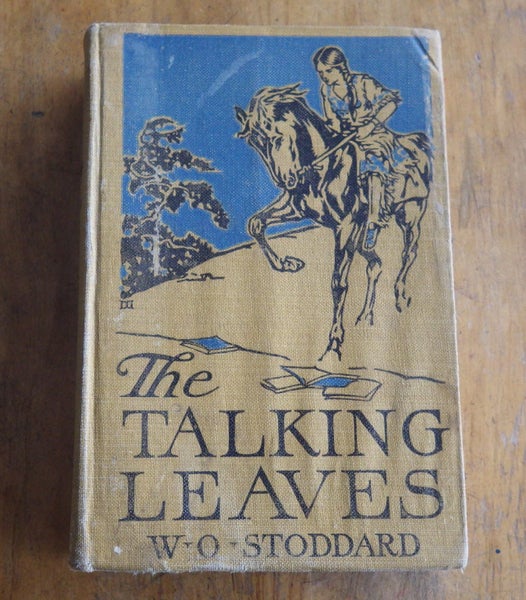 The
TALKING
LEAVES
W·O·STODDARD